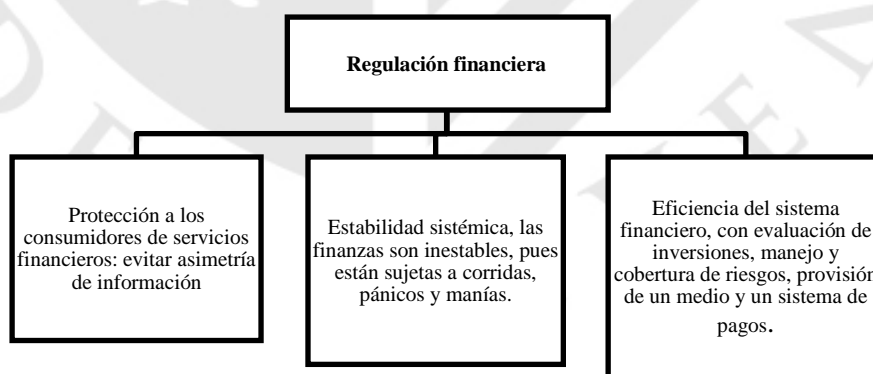 Regulación financiera
Protección a los
consumidores de servicios
financieros: evitar asimetría
de información
Estabilidad sistémica, las
finanzas son inestables, pues
están sujetas a corridas,
pánicos y manías.
Eficiencia del sistema
financiero, con evaluación de
inversiones, manejo y
cobertura de riesgos, provisión
de un medio y un sistema de
pagos.